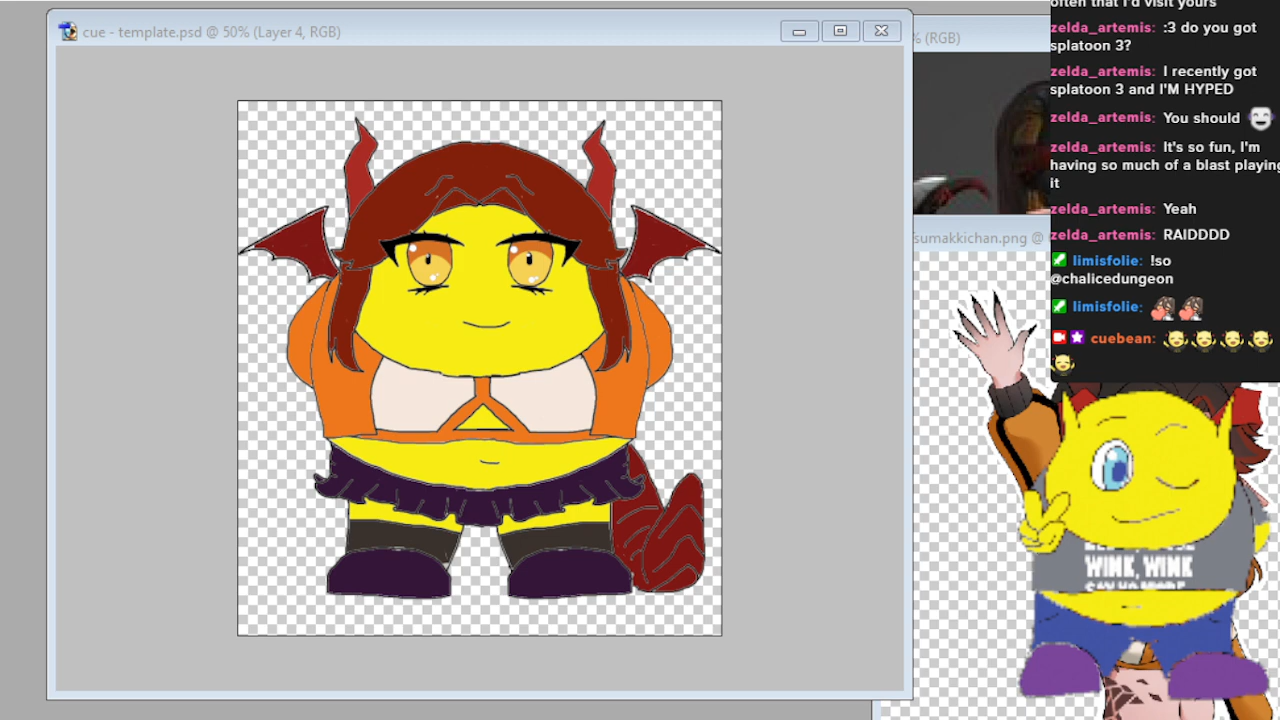 cue - template.psd @ 50% (Layer 4, RGB)
% (RGB)
sumakkichan.png @
often that I'd visit yours
zelda_artemis: :3 do you got
splatoon 3?
zelda_artemis: I recently got
splatoon 3 and I'M HYPED
zelda_artemis: You should
zelda_artemis: It's so fun, I'm
having so much of a blast playing
it
zelda_artemis: Yeah
zelda_artemis: RAIDDDD
limisfolie: !so
@chalicedungeon
limisfolie:
cuebean:
WINK, WINK